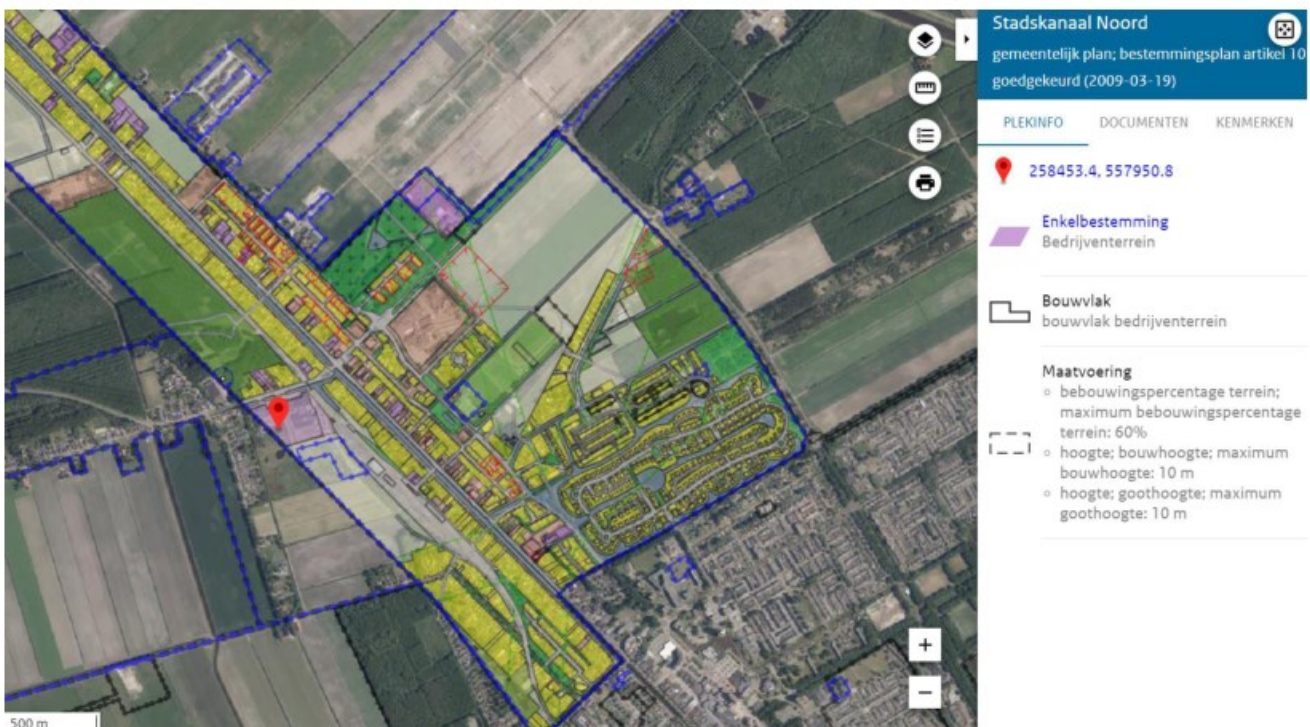 Stadskanaal Noord
gemeentelijk plan; bestemmingsplan artikel 10
goedgekeurd (2009-03-19)
PLEKINFO DOCUMENTEN KENMERKEN
258453.4, 557950.8
Enkelbestemming
Bedrijventerrein
Bouwvlak
bouwvlak bedrijventerrein
Maatvoering
bebouwingspercentage terrein;
maximum bebouwingspercentage
terrein: 60%
hoogte; bouwhoogte; maximum
bouwhoogte: 10 m
hoogte; goothoogte; maximum
goothoogte: 10 m
+
−
500 m